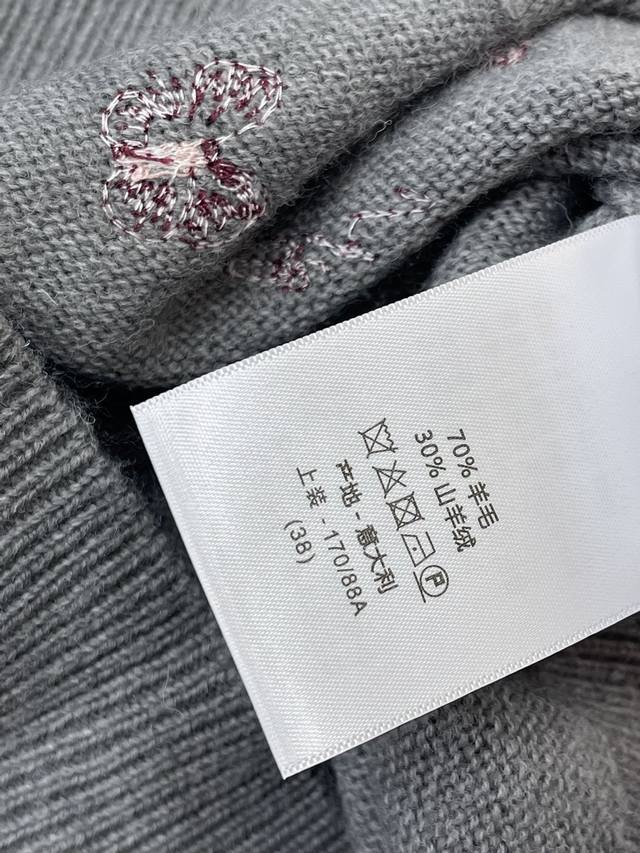 70% 羊毛
30% 山羊绒
P
产地 - 意大利
上装 - 170/88A
(38)